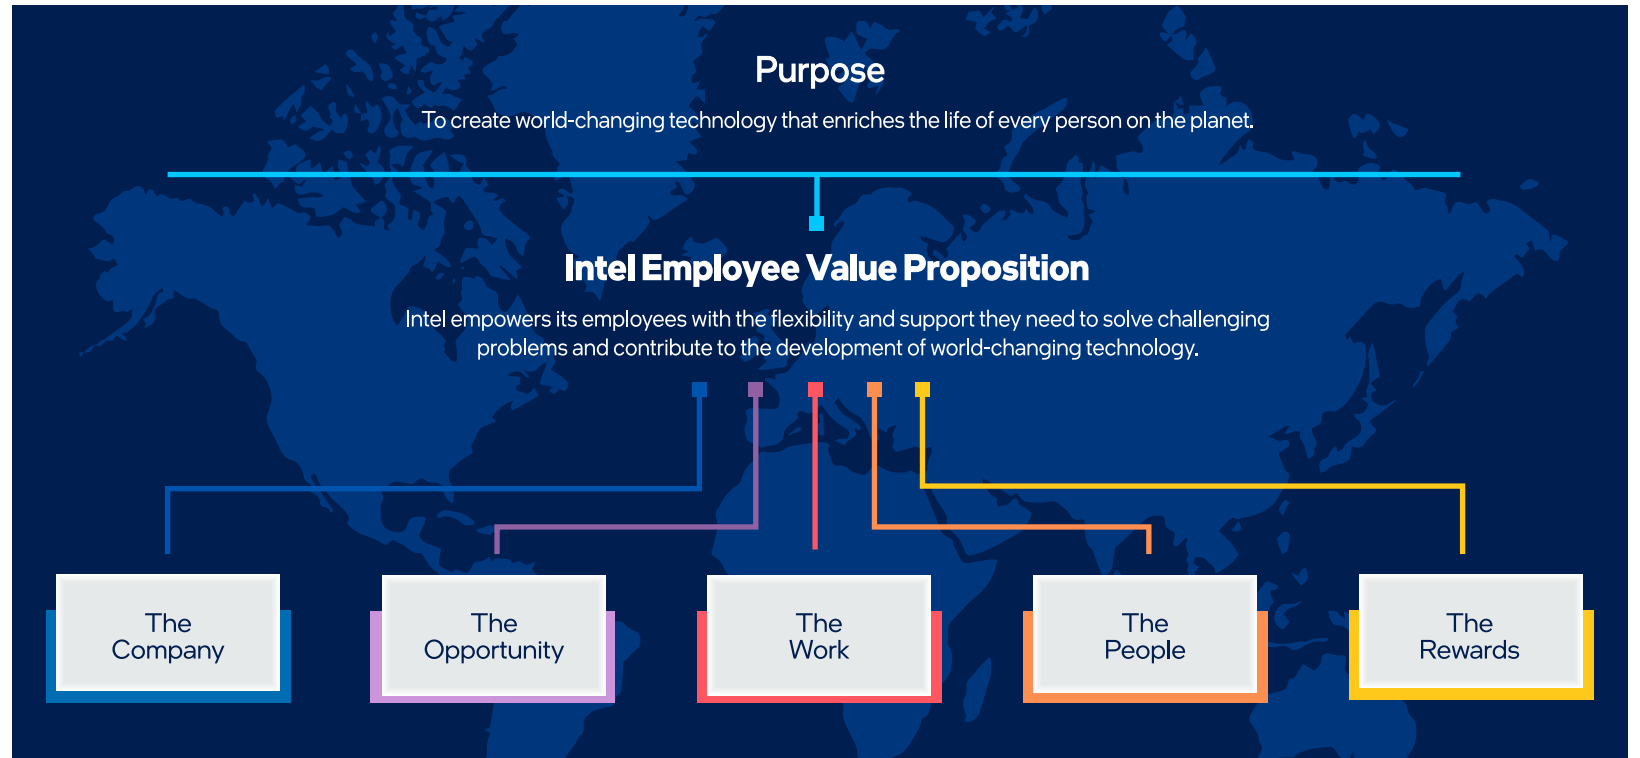 Purpose
To create world-changing technology that enriches the life of every person on the planet.
Intel Employee Value Proposition
Intel empowers its employees with the flexibility and support they need to solve challenging
problems and contribute to the development of world-changing technology.
The
Company
The
Opportunity
The
Work
The
People
The
Rewards